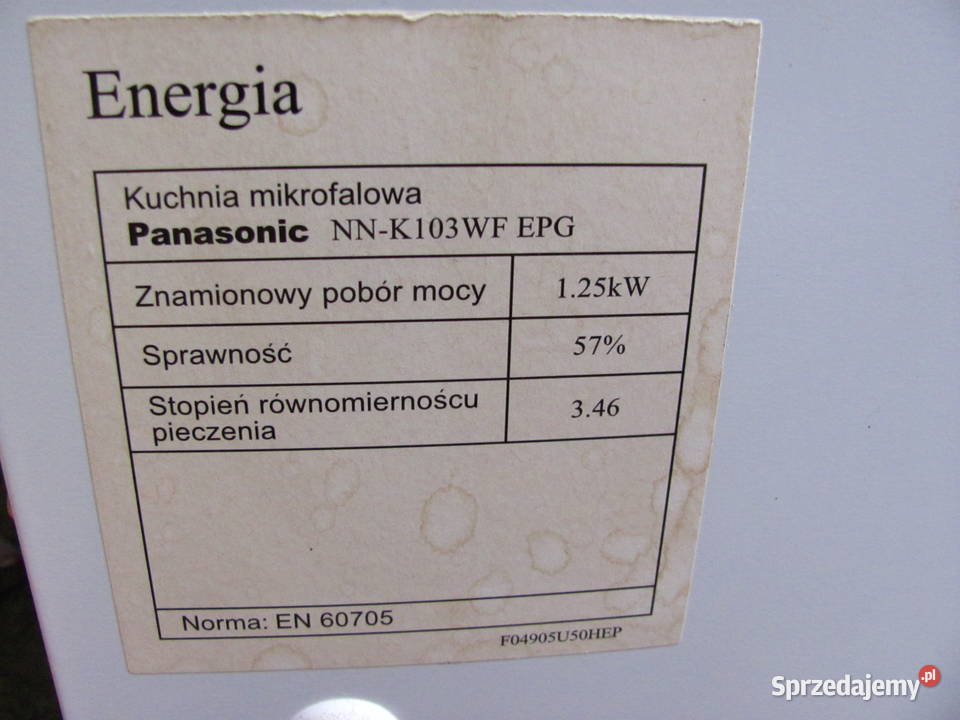 Energia
Kuchnia mikrofalowa
Panasonic NN-K103WF EPG
Znamionowy pobór mocy 1.25kW
Sprawność 57%
Stopień równomiernoścu
pieczenia 3.46
Norma: EN 60705
F04905U50HEP
Sprzedajemy.pl